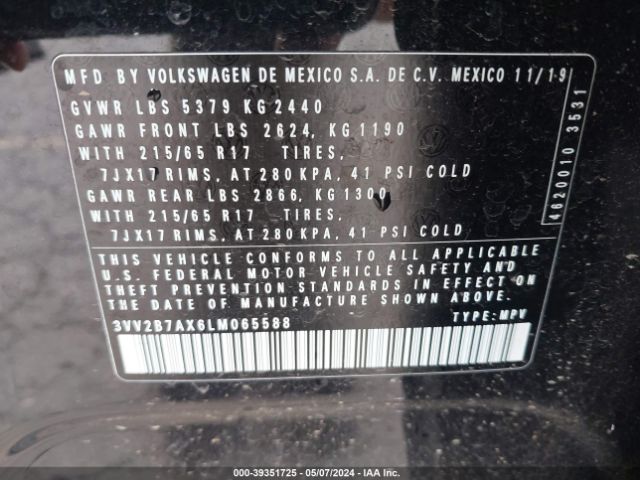 MFD BY VOLKSWAGEN DE MEXICO S.A. DE C.V. MEXICO 11/19
GVWR LBS 5379 KG 2440
GAWR FRONT LBS 2624, KG 1190
WITH 215/65 R17 TIRES,
7JX17 RIMS, AT 280 KPA, 41 PSI COLD
GAWR REAR LBS 2866, KG 1300
WITH 215/65 R17 TIRES,
7JX17 RIMS, AT 280 KPA, 41 PSI COLD
4620010 3531
THIS VEHICLE CONFORMS TO ALL APPLICABLE
U.S. FEDERAL MOTOR VEHICLE SAFETY AND
THEFT PREVENTION STANDARDS IN EFFECT ON
THE DATE OF MANUFACTURE SHOWN ABOVE.
3VV2B7AX6LM065588 TYPE: MPV
000-39351725 - 05/07/2024 - IAA Inc.